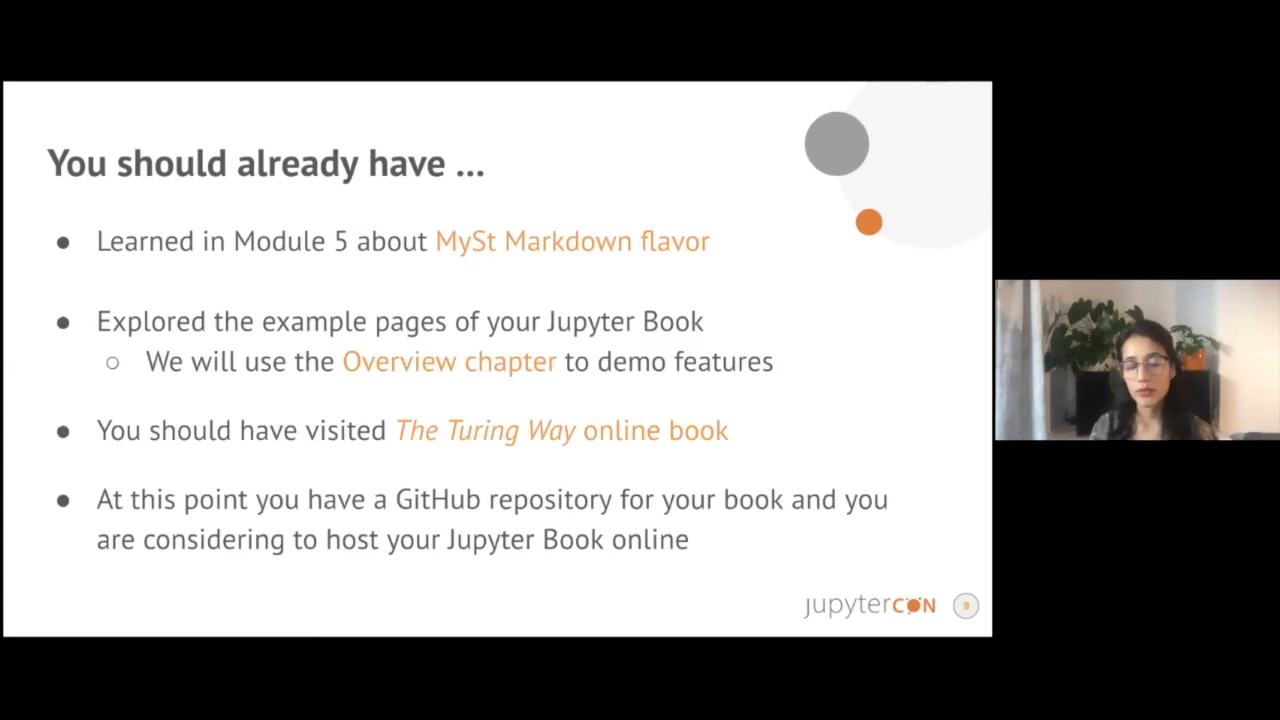 You should already have ...
● Learned in Module 5 about MySt Markdown flavor
● Explored the example pages of your Jupyter Book
○ We will use the Overview chapter to demo features
● You should have visited The Turing Way online book
● At this point you have a GitHub repository for your book and you
are considering to host your Jupyter Book online
jupyterCON 9